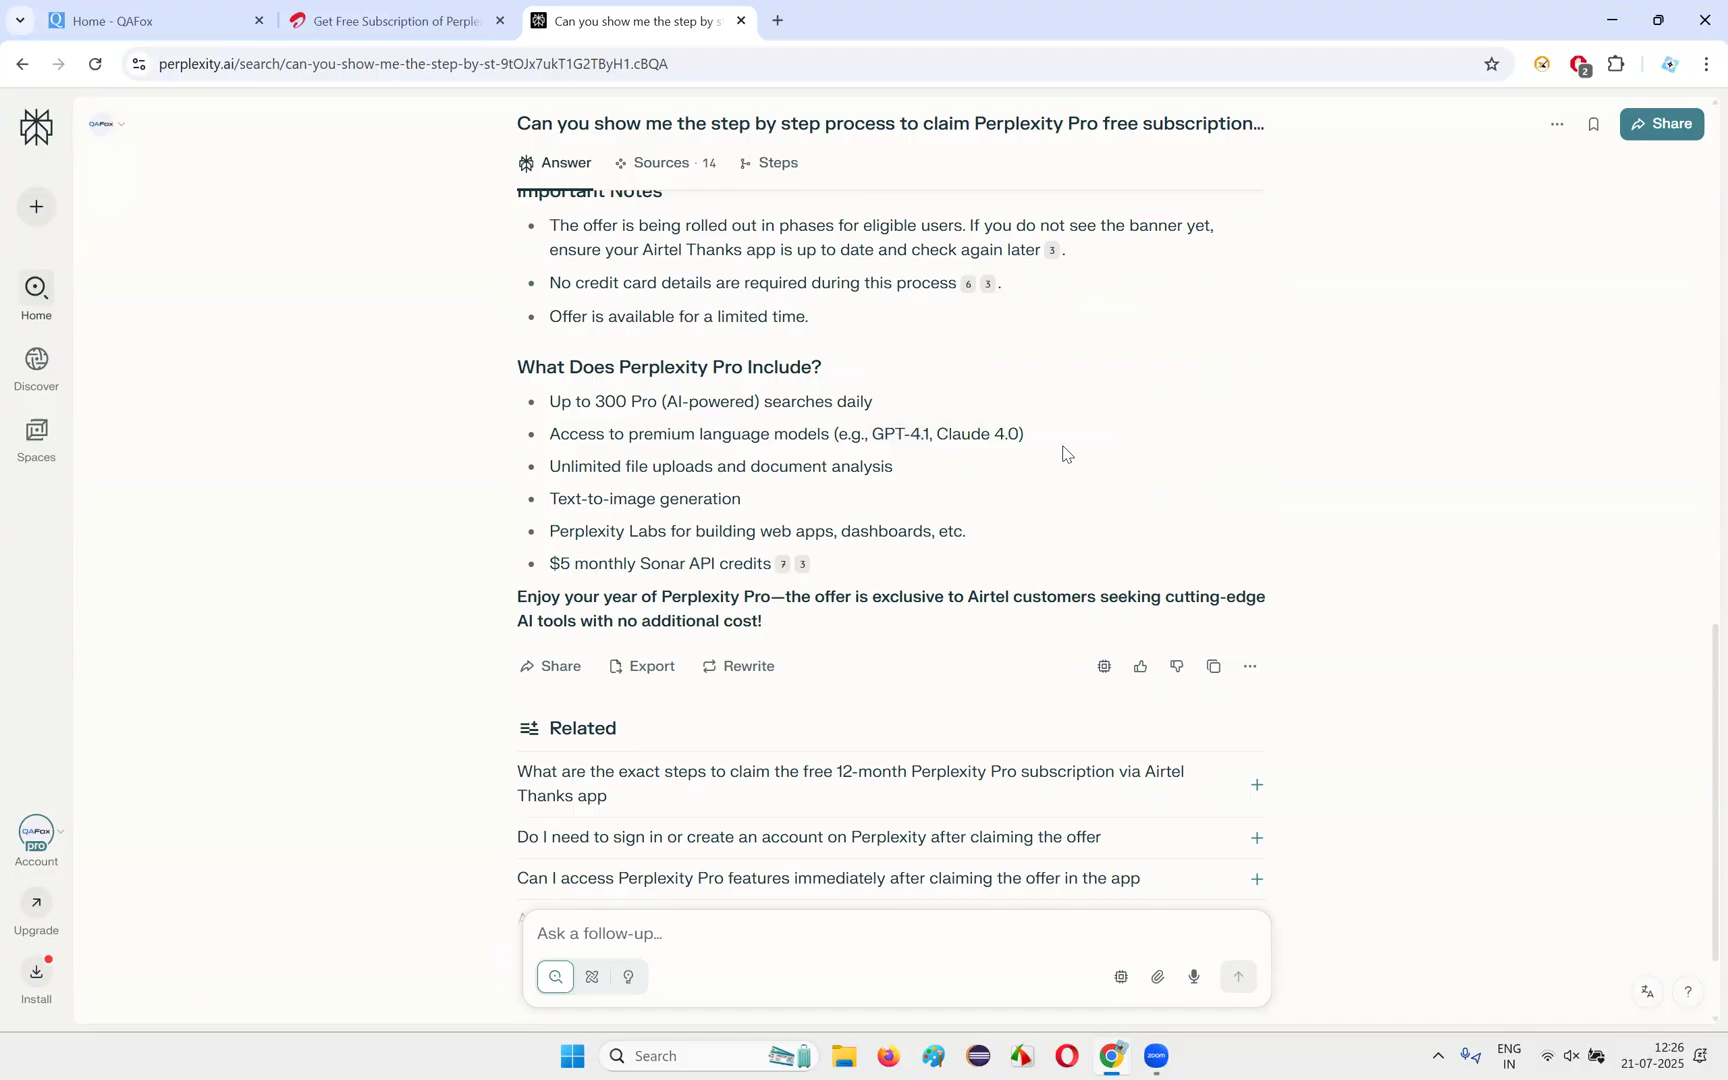 Home - QAFox
Get Free Subscription of Perple
Can you show me the step by s
perplexity.ai/search/can-you-show-me-the-step-by-st-9tOJx7ukT1G2TByH1.cBQA
2
QAFox
Can you show me the step by step process to claim Perplexity Pro free subscription...
Share
Answer
Sources · 14
Steps
Important Notes
The offer is being rolled out in phases for eligible users. If you do not see the banner yet,
ensure your Airtel Thanks app is up to date and check again later 3 .
No credit card details are required during this process 6 3 .
Offer is available for a limited time.
What Does Perplexity Pro Include?
Up to 300 Pro (AI-powered) searches daily
Access to premium language models (e.g., GPT-4.1, Claude 4.0)
Unlimited file uploads and document analysis
Text-to-image generation
Perplexity Labs for building web apps, dashboards, etc.
$5 monthly Sonar API credits 7 3
Enjoy your year of Perplexity Pro—the offer is exclusive to Airtel customers seeking cutting-edge
AI tools with no additional cost!
Share
Export
Rewrite
Related
What are the exact steps to claim the free 12-month Perplexity Pro subscription via Airtel
Thanks app
Do I need to sign in or create an account on Perplexity after claiming the offer
Can I access Perplexity Pro features immediately after claiming the offer in the app
Ask a follow-up...
Home
Discover
Spaces
QAFox
pro
Account
Upgrade
Install
Search
zoom
ENG
IN
12:26
21-07-2025